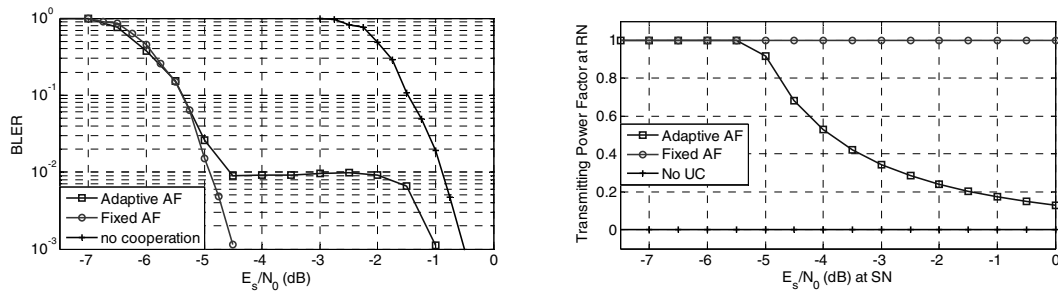 10^0
10^-1
10^-2
10^-3
BLER
Adaptive AF
Fixed AF
no cooperation
-7 -6 -5 -4 -3 -2 -1 0
E_s/N_0 (dB)
Transmitting Power Factor at RN
1
0.8
0.6
0.4
0.2
0
Adaptive AF
Fixed AF
No UC
-7 -6 -5 -4 -3 -2 -1 0
E_s/N_0 (dB) at SN